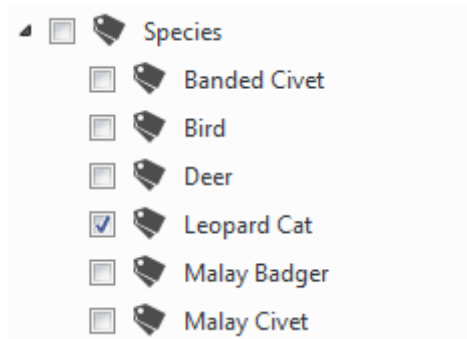 Species
Banded Civet
Bird
Deer
Leopard Cat
Malay Badger
Malay Civet